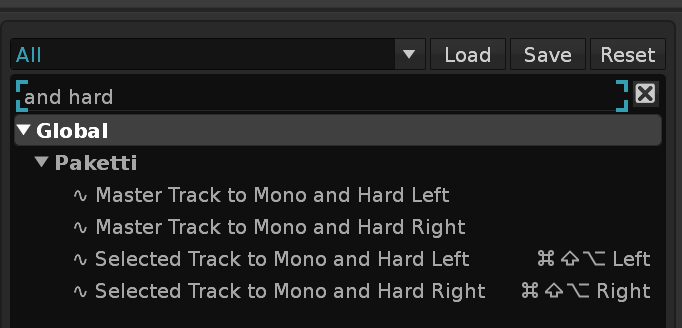 All Load Save Reset
and hard
Global
Paketti
Master Track to Mono and Hard Left
Master Track to Mono and Hard Right
Selected Track to Mono and Hard Left ⌘⇧⌥ Left
Selected Track to Mono and Hard Right ⌘⇧⌥ Right